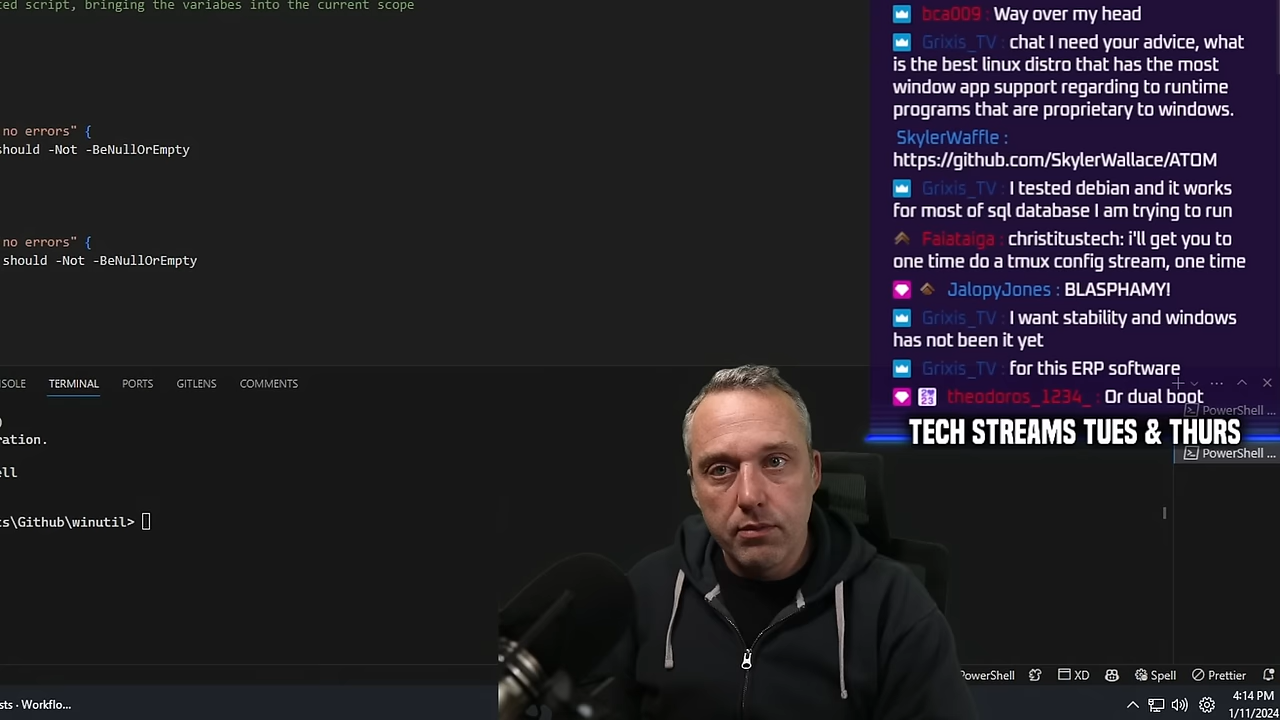 ted script, bringing the variabes into the current scope
no errors" {
should -Not -BeNullOrEmpty
no errors" {
should -Not -BeNullOrEmpty
SOLE TERMINAL PORTS GITLENS COMMENTS
ration.
ell
ts\Github\winutil>
bca009 : Way over my head
Grixis_TV : chat I need your advice, what
is the best linux distro that has the most
window app support regarding to runtime
programs that are proprietary to windows.
SkylerWaffle :
https://github.com/SkylerWallace/ATOM
Grixis_TV : I tested debian and it works
for most of sql database I am trying to run
Faiataiga : christitustech: i'll get you to
one time do a tmux config stream, one time
JalopyJones : BLASPHAMY!
Grixis_TV : I want stability and windows
has not been it yet
Grixis_TV : for this ERP software
theodoros_1234_ : Or dual boot
PowerShell ...
TECH STREAMS TUES & THURS
PowerShell ...
PowerShell XD Spell Prettier
sts - Workflo...
4:14 PM
1/11/2024